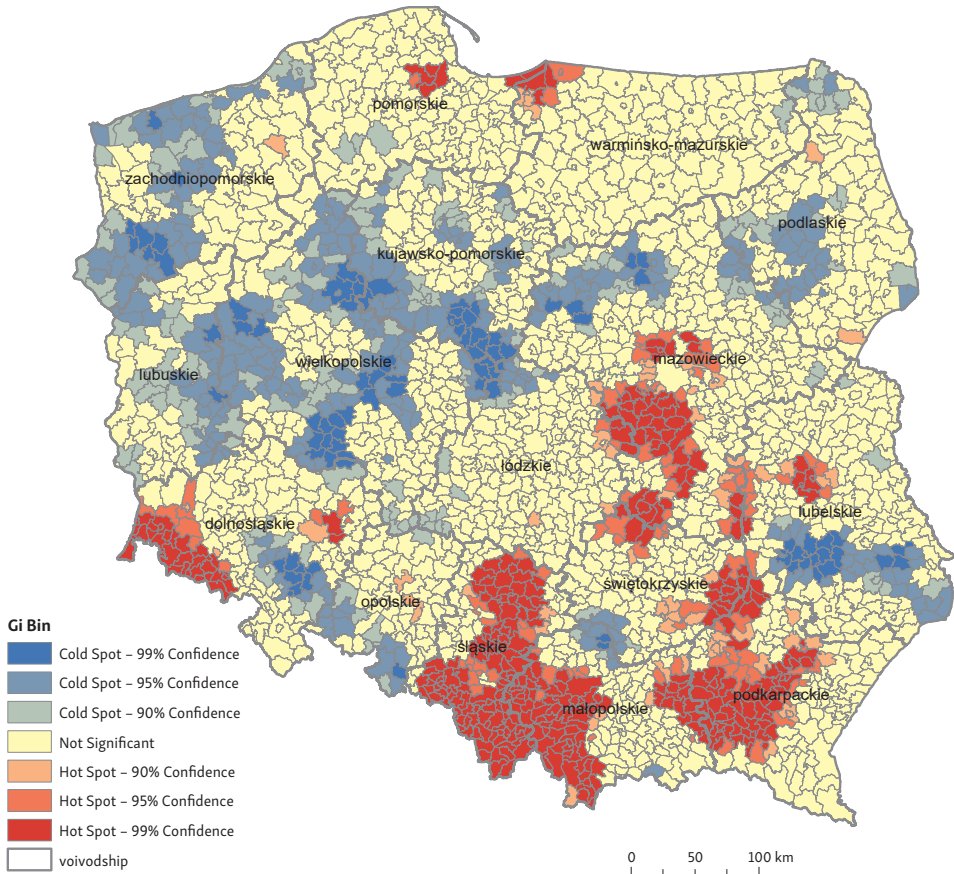 pomorskie
warmińsko-mazurskie
zachodniopomorskie
podlaskie
kujawsko-pomorskie
mazowieckie
wielkopolskie
lubuskie
łódzkie
lubelskie
dolnośląskie
świętokrzyskie
opolskie
śląskie
podkarpackie
małopolskie
Gi Bin
Cold Spot – 99% Confidence
Cold Spot – 95% Confidence
Cold Spot – 90% Confidence
Not Significant
Hot Spot – 90% Confidence
Hot Spot – 95% Confidence
Hot Spot – 99% Confidence
voivodship
0 50 100 km